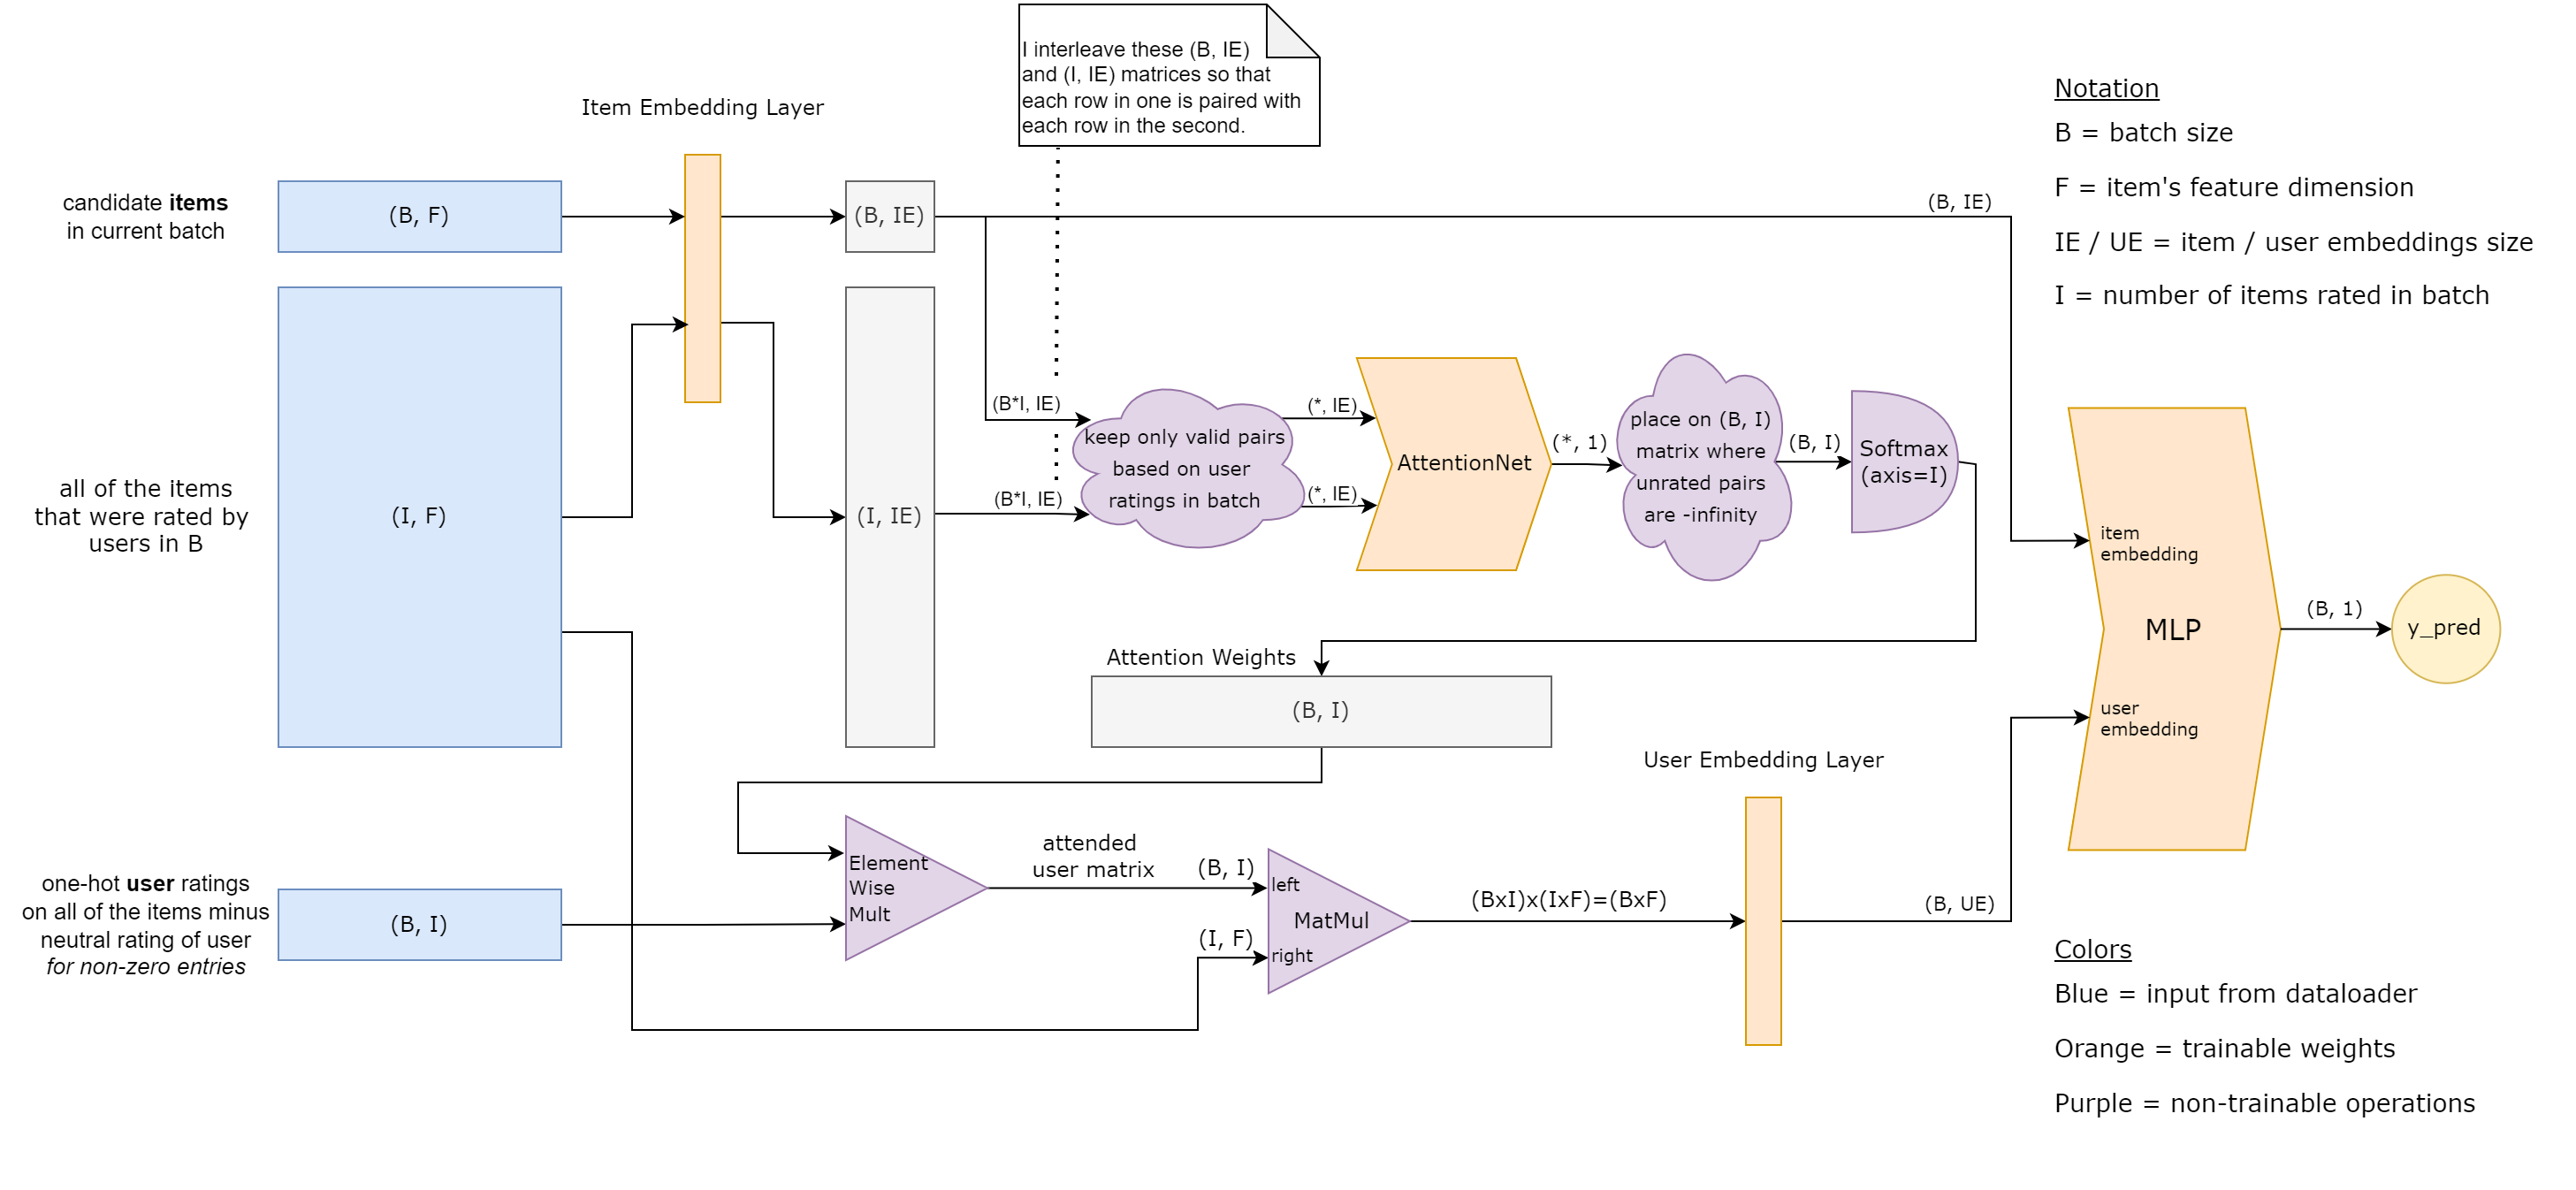 I interleave these (B, IE)
and (I, IE) matrices so that
each row in one is paired with
each row in the second.
Item Embedding Layer
candidate items
in current batch
(B, F)
(B, IE)
(B, IE)
all of the items
that were rated by
users in B
(I, F)
(I, IE)
(B*I, IE)
(B*I, IE)
keep only valid pairs
based on user
ratings in batch
(*, IE)
(*, IE)
AttentionNet
(*, 1)
place on (B, I)
matrix where
unrated pairs
are -infinity
(B, I)
Softmax
(axis=I)
Attention Weights
(B, I)
one-hot user ratings
on all of the items minus
neutral rating of user
for non-zero entries
(B, I)
Element
Wise
Mult
attended
user matrix
(B, I)
(I, F)
left
MatMul
right
(BxI)x(IxF)=(BxF)
User Embedding Layer
(B, UE)
item
embedding
MLP
user
embedding
(B, 1)
y_pred
Notation
B = batch size
F = item's feature dimension
IE / UE = item / user embeddings size
I = number of items rated in batch
Colors
Blue = input from dataloader
Orange = trainable weights
Purple = non-trainable operations